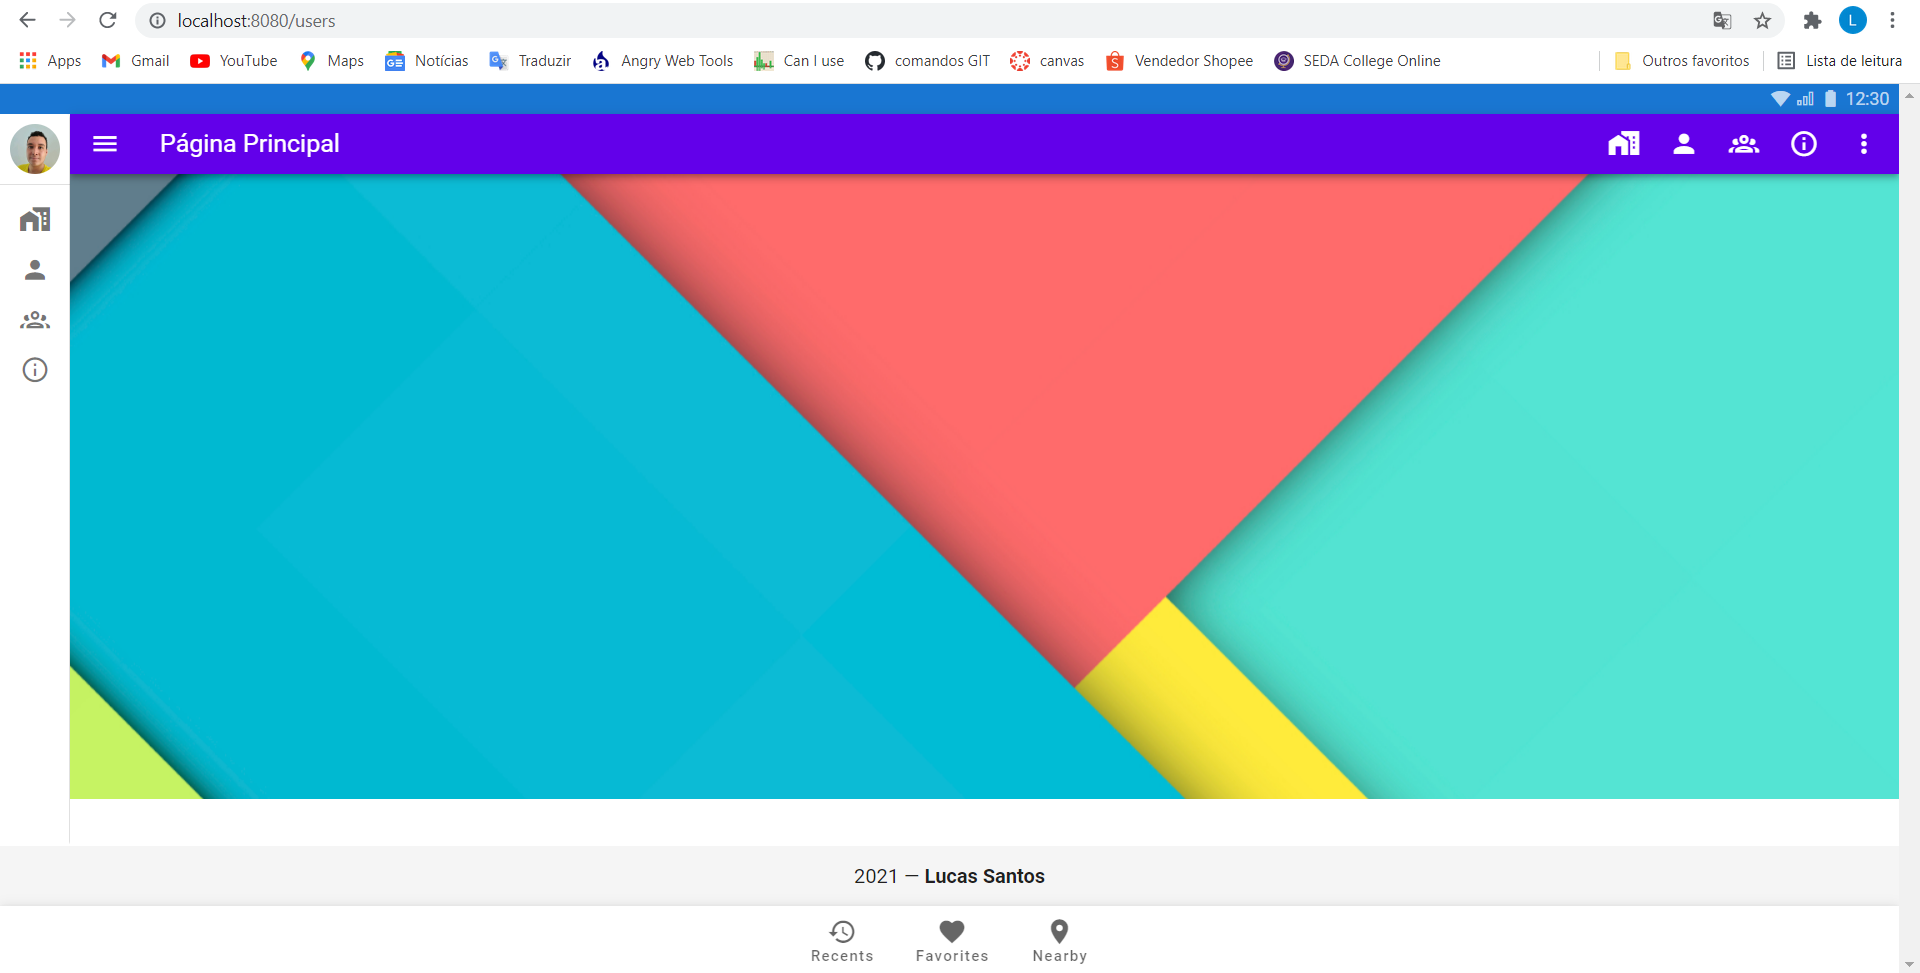 localhost:8080/users
L
Apps Gmail YouTube Maps Notícias Traduzir Angry Web Tools Can I use comandos GIT canvas Vendedor Shopee SEDA College Online Outros favoritos Lista de leitura
12:30
Página Principal
2021 — Lucas Santos
Recents Favorites Nearby